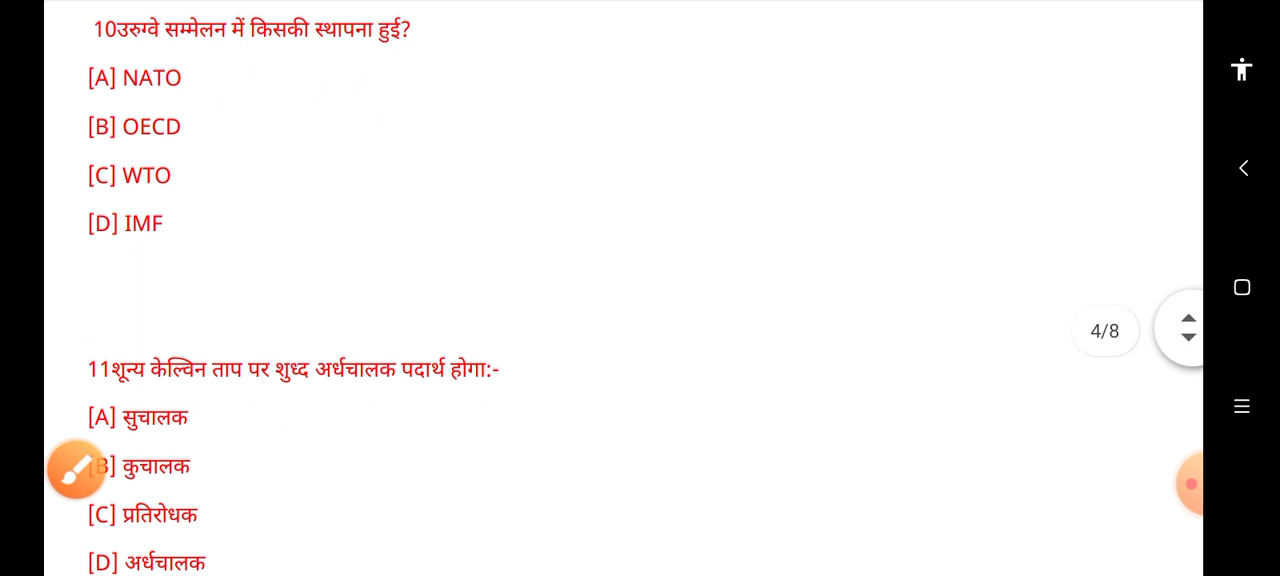 10उरुग्वे सम्मेलन में किसकी स्थापना हुई?
[A] NATO
[B] OECD
[C] WTO
[D] IMF
4/8
11शून्य केल्विन ताप पर शुध्द अर्धचालक पदार्थ होगा:-
[A] सुचालक
[B] कुचालक
[C] प्रतिरोधक
[D] अर्धचालक